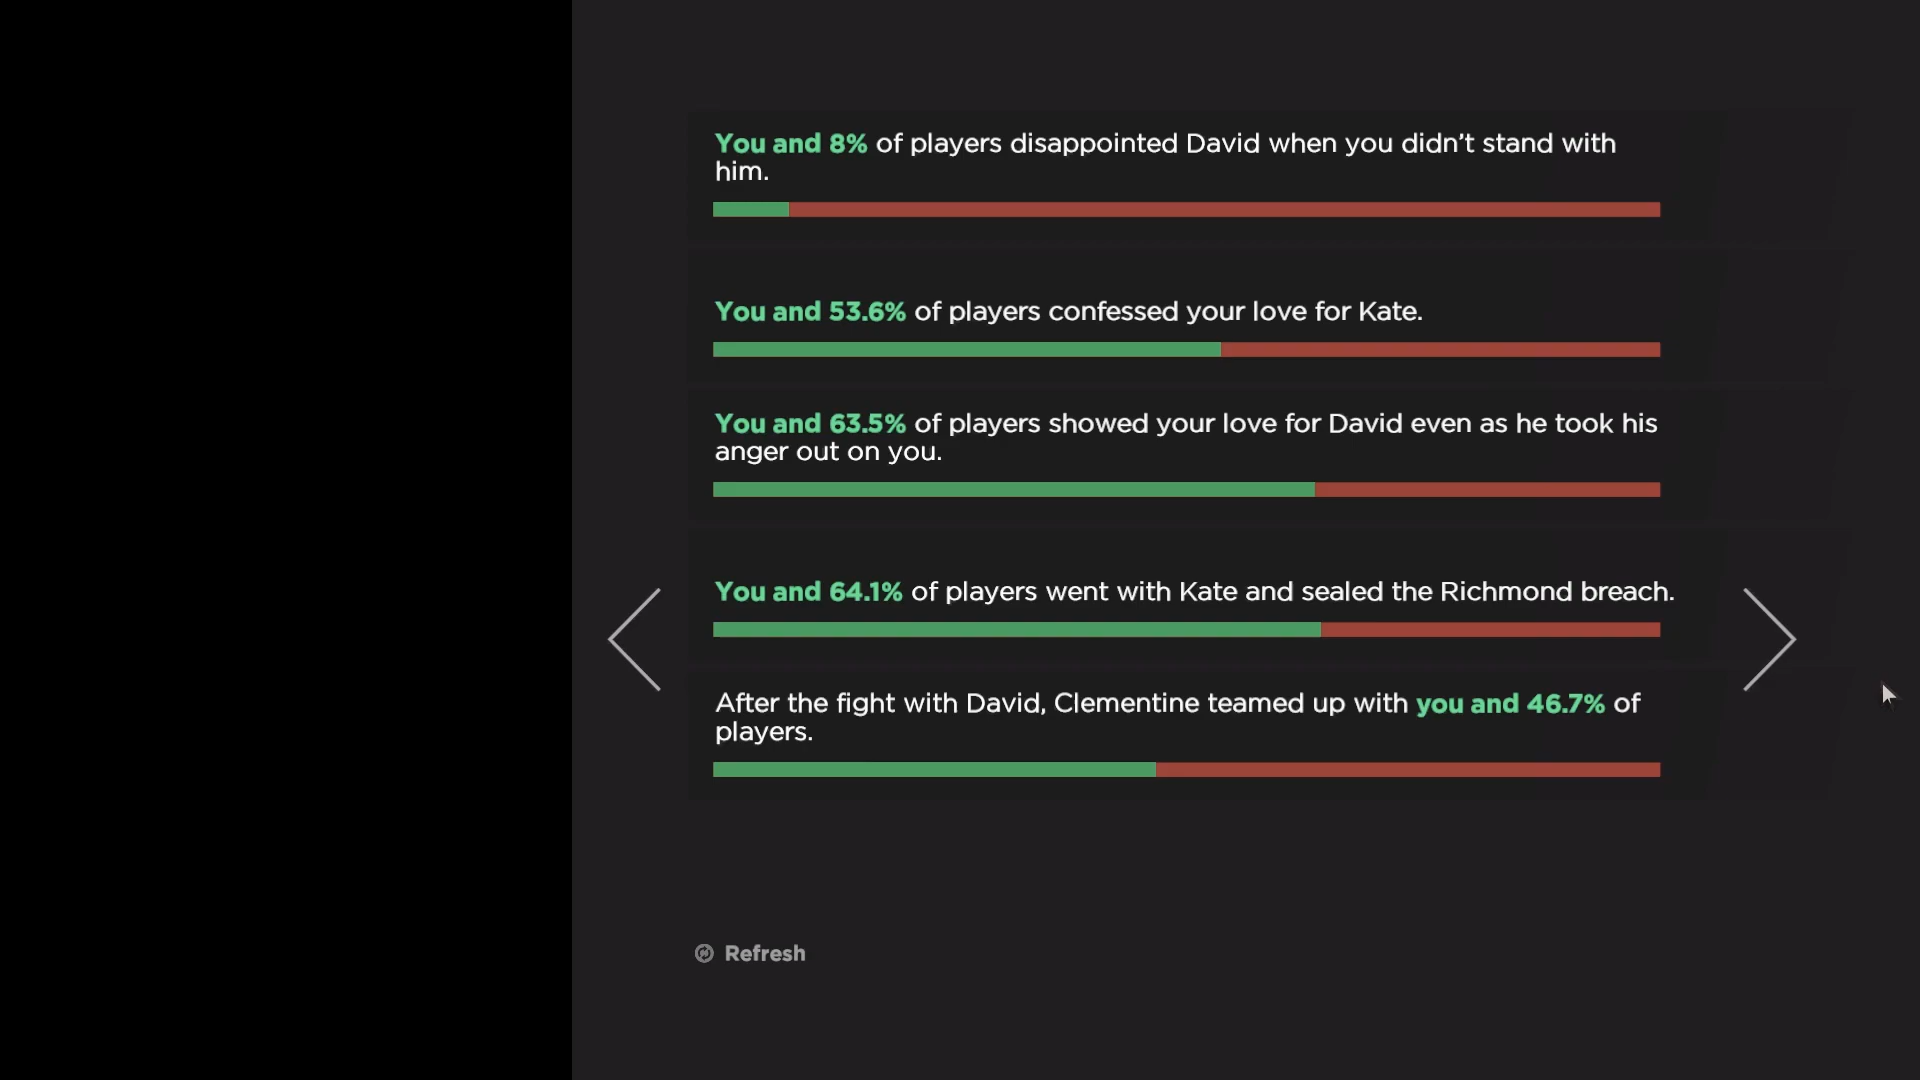 You and 8% of players disappointed David when you didn’t stand with
him.
You and 53.6% of players confessed your love for Kate.
You and 63.5% of players showed your love for David even as he took his
anger out on you.
You and 64.1% of players went with Kate and sealed the Richmond breach.
After the fight with David, Clementine teamed up with you and 46.7% of
players.
Refresh